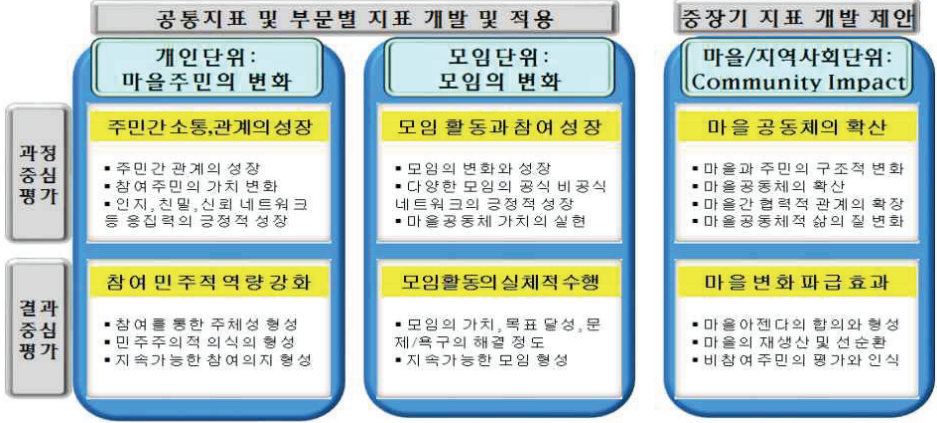 공통지표 및 부문별 지표 개발 및 적용
중장기 지표 개발 제안
개인단위:
마을주민의 변화
모임단위:
모임의 변화
마을/지역사회단위:
Community Impact
과정
중심
평가
주민간소통,관계의성장
▪ 주민간 관계의 성장
▪ 참여주민의 가치 변화
▪ 인지,친밀,신뢰 네트워크
등 응집력의 긍정적 성장
모임 활동과 참여 성장
▪ 모임의 변화와 성장
▪ 다양한 모임의 공식 비공식
네트워크의 긍정적 성장
▪ 마을공동체 가치의 실현
마을 공동체의 확산
▪ 마을과 주민의 구조적 변화
▪ 마을공동체의 확산
▪ 마을간 협력적 관계의 확장
▪ 마을공동체적 삶의 질 변화
결과
중심
평가
참여 민주적 역량 강화
▪ 참여를 통한 주체성 형성
▪ 민주주의적 의식의 형성
▪ 지속가능한 참여의지 형성
모임활동의실체적수행
▪ 모임의 가치,목표 달성,문
제/욕구의 해결 정도
▪ 지속가능한 모임 형성
마을 변화 파급 효과
▪ 마을아젠다의 합의와 형성
▪ 마을의 재생산 및 선순환
▪ 비참여주민의 평가와 인식